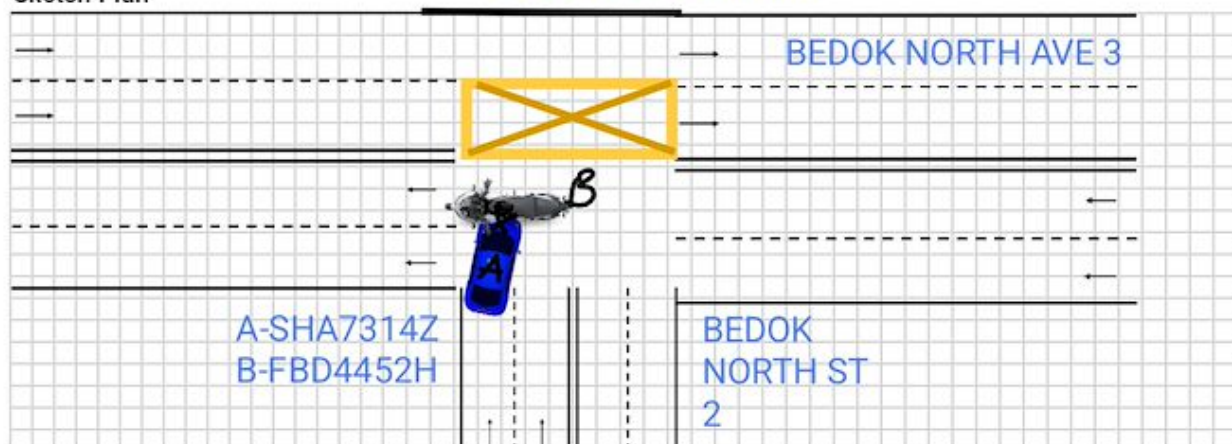 BEDOK NORTH AVE 3
B
A
A-SHA7314Z
B-FBD4452H
BEDOK
NORTH ST
2